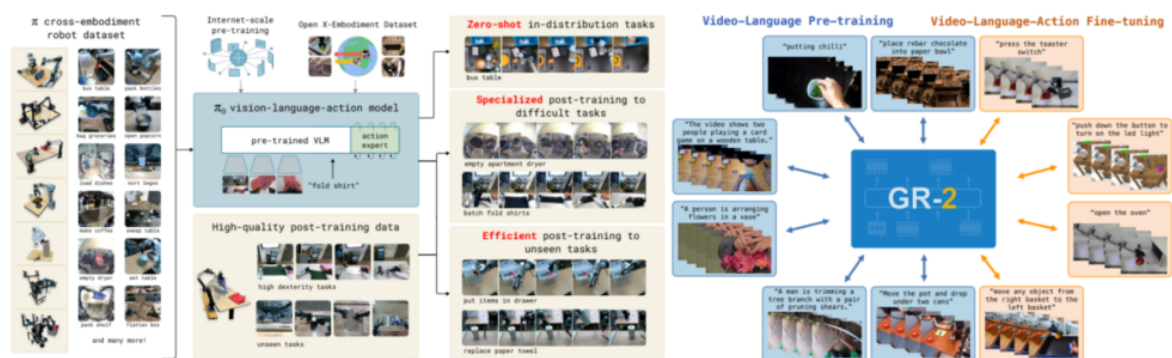 π cross-embodiment
robot dataset
bus table
pack bottles
bag groceries
open popcorn
load dishes
sort legos
make coffee
sweep table
empty dryer
set table
pack shelf
flatten box
and many more!
Internet-scale
pre-training
Open X-Embodiment Dataset
π0 vision-language-action model
pre-trained VLM
action
expert
"fold shirt"
High-quality post-training data
high dexterity tasks
unseen tasks
Zero-shot in-distribution tasks
bus table
Specialized post-training to
difficult tasks
empty apartment dryer
batch fold shirts
Efficient post-training to
unseen tasks
put items in drawer
replace paper towel
Video-Language Pre-training
Video-Language-Action Fine-tuning
"putting chilli"
"place rxbar chocolate
into paper bowl"
"press the toaster
switch"
"The video shows two
people playing a card
game on a wooden table."
"push down the button to
turn on the led light"
GR-2
"A person is arranging
flowers in a vase"
"open the oven"
"A man is trimming a
tree branch with a pair
of pruning shears."
"Move the pot and drop
under two cans"
"move any object from
the right basket to the
left basket"